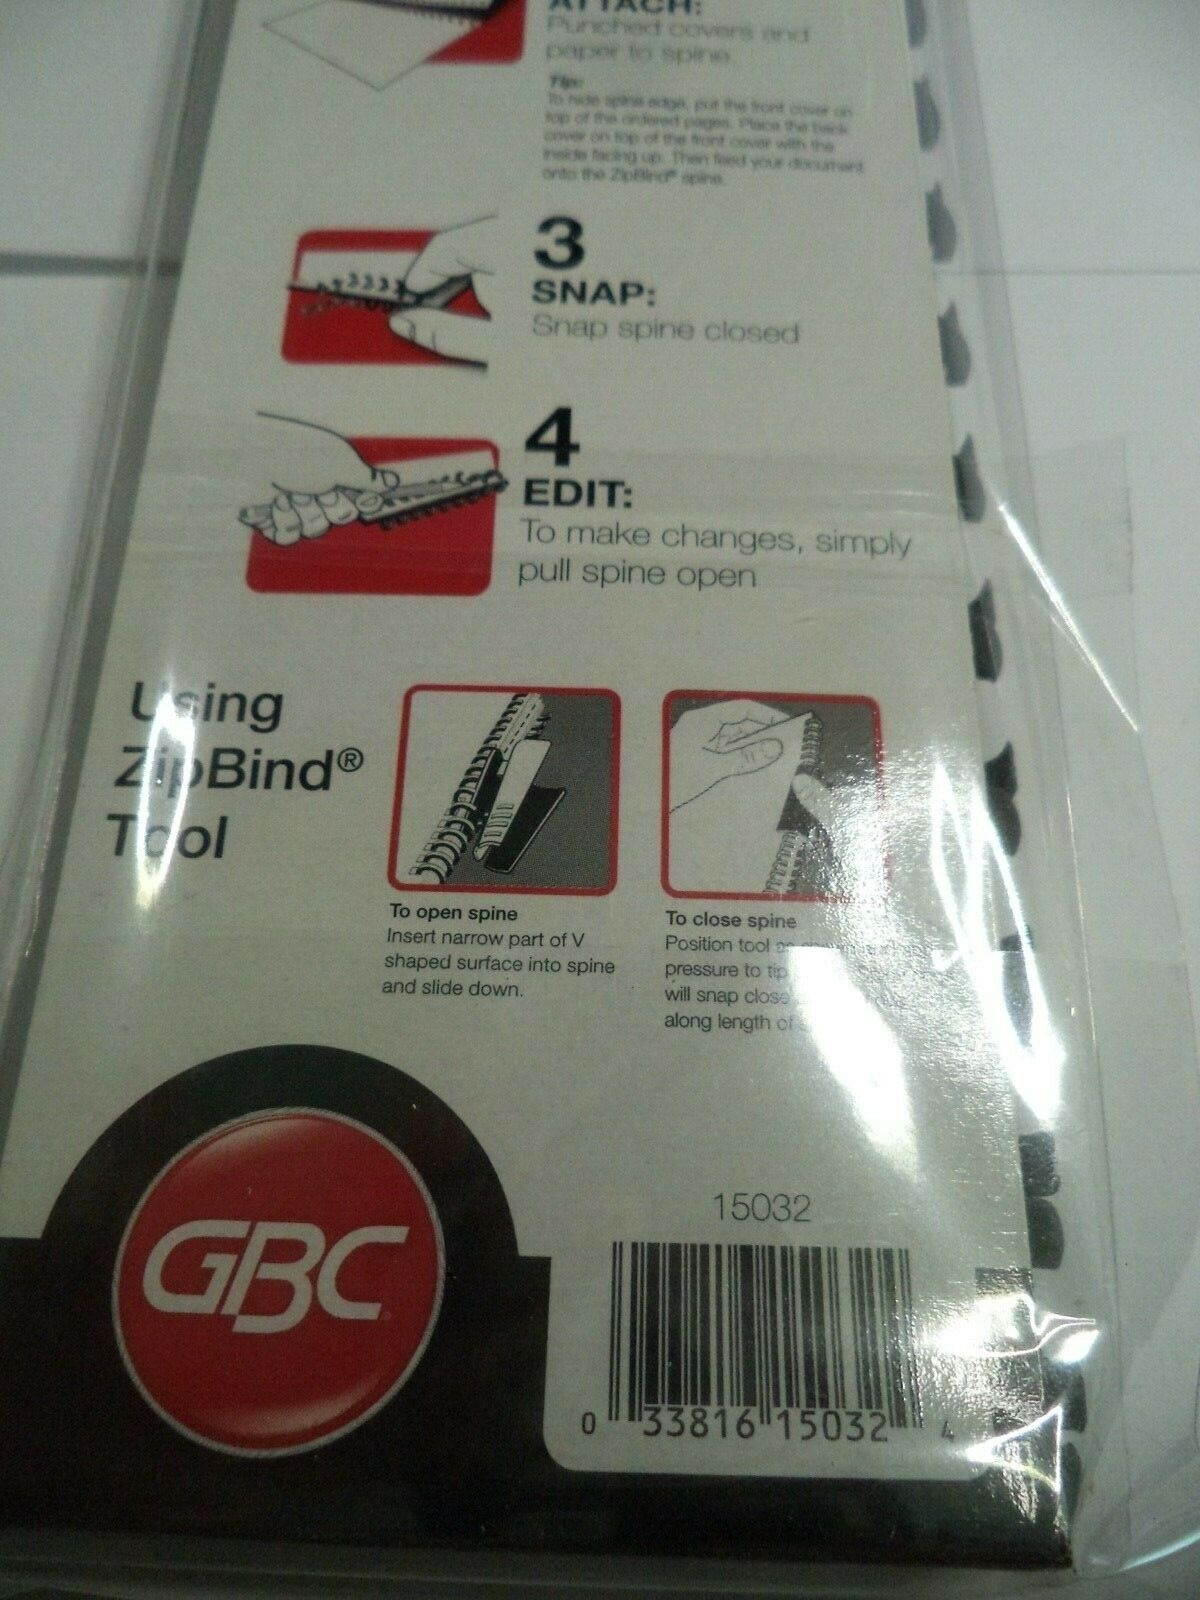 ATTACH:
Punched covers and
paper to spine
Tip:
To hide spine edge, put the front cover on
top of the ordered pages. Place the back
cover on top of the front cover with the
inside facing up. Then feed your document
onto the ZipBind® spine.
3
SNAP:
Snap spine closed
4
EDIT:
To make changes, simply
pull spine open
Using
ZipBind®
Tool
To open spine
Insert narrow part of V
shaped surface into spine
and slide down.
To close spine
Position tool as
pressure to tip
will snap close
along length of
GBC
15032
0 33816 15032 4